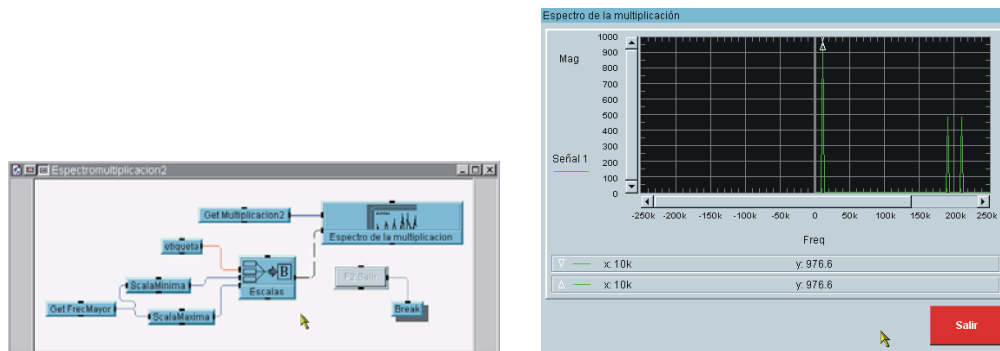 Espectromultiplicacion2
Get Multiplicacion2
Espectro de la multiplicacion
etiqueta
B
F2:Salir
ScalaMinima
Escalas
Get FrecMayor
ScalaMaxima
Break
Espectro de la multiplicación
Mag
1000
900
800
700
600
500
400
300
200
100
0
Señal 1
-250k -200k -150k -100k -50k 0 50k 100k 150k 200k 250k
Freq
x: 10k y: 976.6
x: 10k y: 976.6
Salir